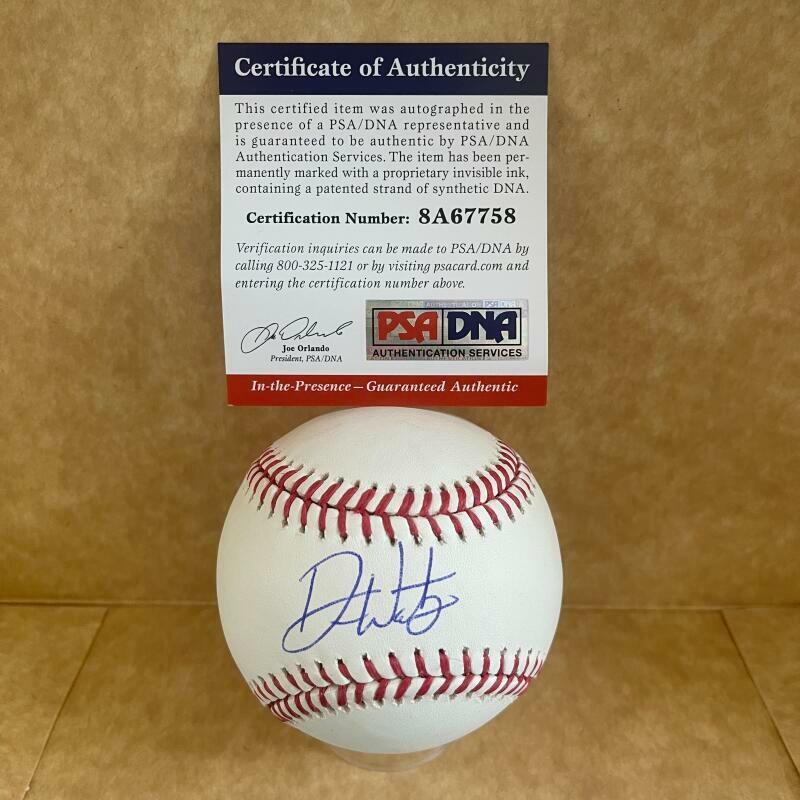 Certificate of Authenticity
This certified item was autographed in the
presence of a PSA/DNA representative and
is guaranteed to be authentic by PSA/DNA
Authentication Services. The item has been per-
manently marked with a proprietary invisible ink,
containing a patented strand of synthetic DNA.
Certification Number: 8A67758
Verification inquiries can be made to PSA/DNA by
calling 800-325-1121 or by visiting psacard.com and
entering the certification number above.
Joe Orlando
President, PSA/DNA
PSA DNA
AUTHENTICATION SERVICES
In-the-Presence – Guaranteed Authentic